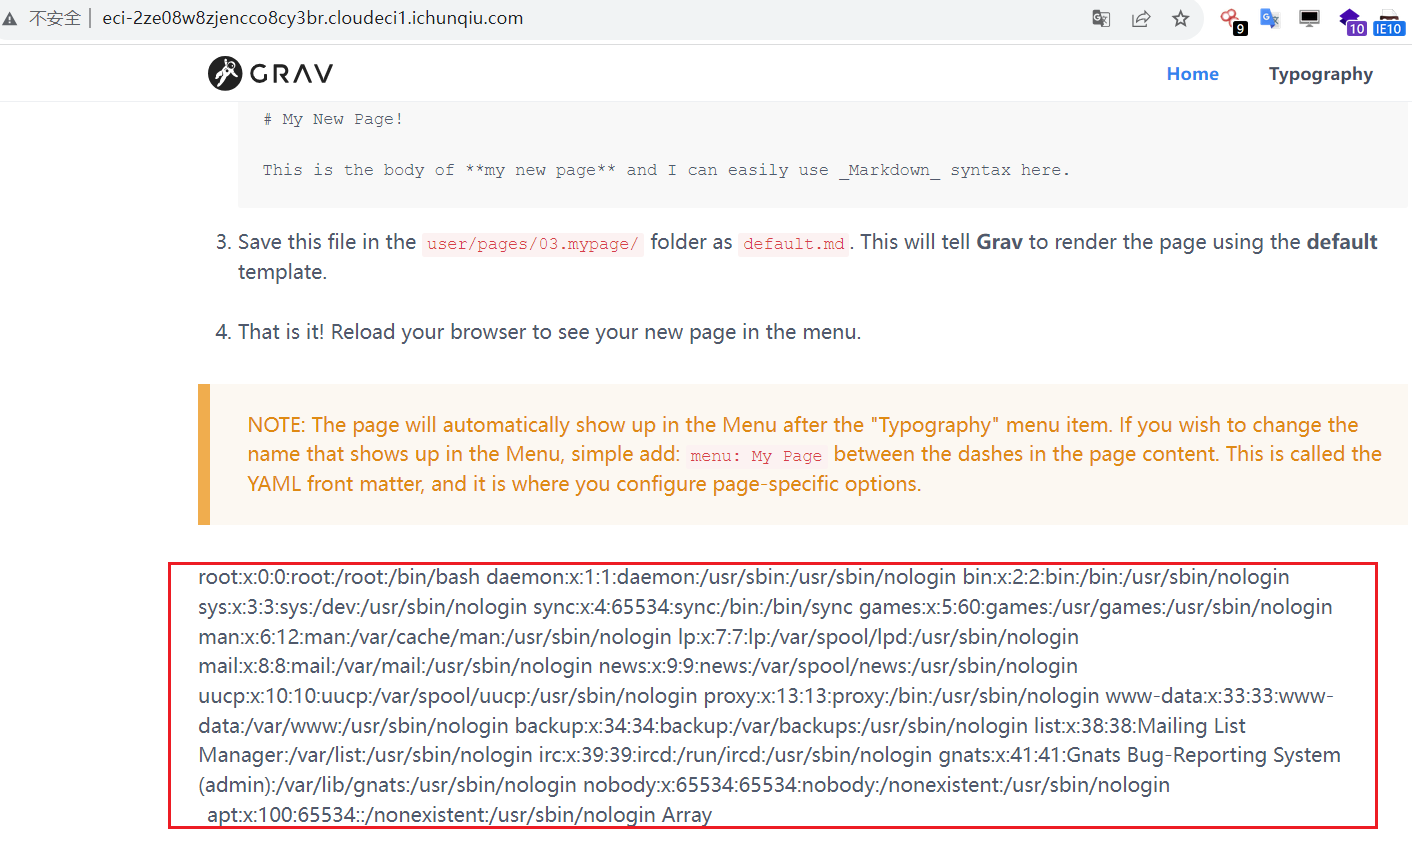 不安全 eci-2ze08w8zjencco8cy3br.cloudeci1.ichunqiu.com 9 10 IE10
GRAV Home Typography
# My New Page!
This is the body of **my new page** and I can easily use _Markdown_ syntax here.
3. Save this file in the user/pages/03.mypage/ folder as default.md. This will tell Grav to render the page using the default
template.
4. That is it! Reload your browser to see your new page in the menu.
NOTE: The page will automatically show up in the Menu after the "Typography" menu item. If you wish to change the
name that shows up in the Menu, simple add: menu: My Page between the dashes in the page content. This is called the
YAML front matter, and it is where you configure page-specific options.
root:x:0:0:root:/root:/bin/bash daemon:x:1:1:daemon:/usr/sbin:/usr/sbin/nologin bin:x:2:2:bin:/bin:/usr/sbin/nologin
sys:x:3:3:sys:/dev:/usr/sbin/nologin sync:x:4:65534:sync:/bin:/bin/sync games:x:5:60:games:/usr/games:/usr/sbin/nologin
man:x:6:12:man:/var/cache/man:/usr/sbin/nologin lp:x:7:7:lp:/var/spool/lpd:/usr/sbin/nologin
mail:x:8:8:mail:/var/mail:/usr/sbin/nologin news:x:9:9:news:/var/spool/news:/usr/sbin/nologin
uucp:x:10:10:uucp:/var/spool/uucp:/usr/sbin/nologin proxy:x:13:13:proxy:/bin:/usr/sbin/nologin www-data:x:33:33:www-
data:/var/www:/usr/sbin/nologin backup:x:34:34:backup:/var/backups:/usr/sbin/nologin list:x:38:38:Mailing List
Manager:/var/list:/usr/sbin/nologin irc:x:39:39:ircd:/run/ircd:/usr/sbin/nologin gnats:x:41:41:Gnats Bug-Reporting System
(admin):/var/lib/gnats:/usr/sbin/nologin nobody:x:65534:65534:nobody:/nonexistent:/usr/sbin/nologin
apt:x:100:65534::/nonexistent:/usr/sbin/nologin Array